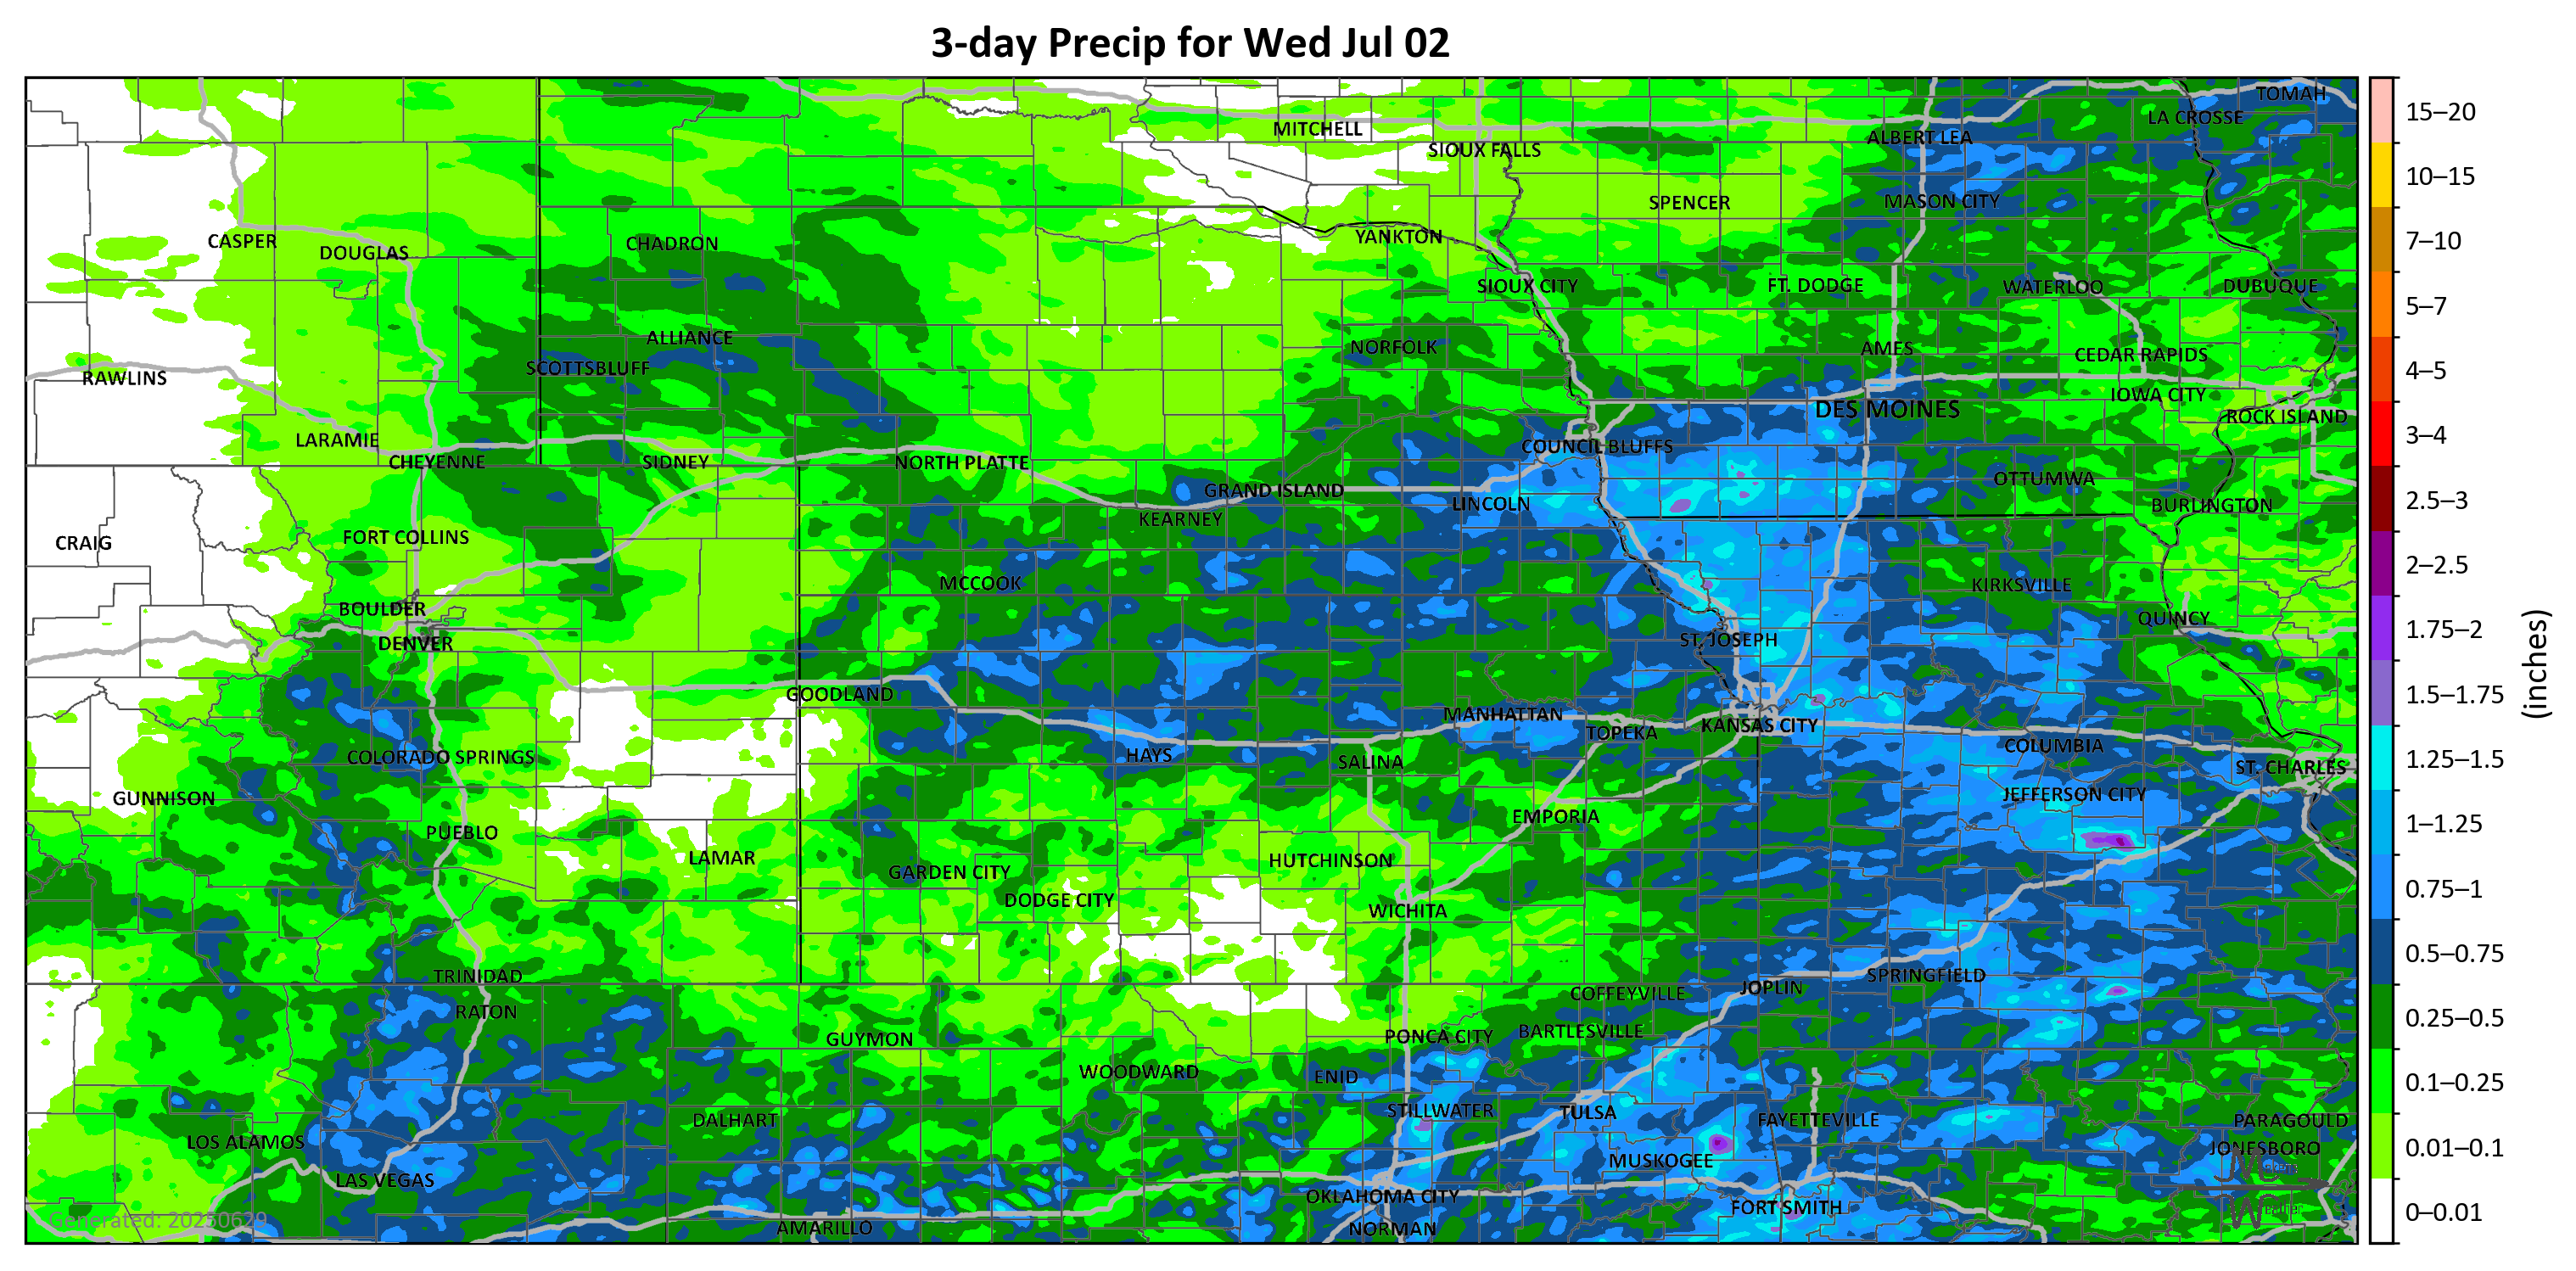 3-day Precip for Wed Jul 02
TOMAH
LA CROSSE
MITCHELL
ALBERT LEA
SIOUX FALLS
SPENCER
MASON CITY
CASPER
DOUGLAS
CHADRON
YANKTON
SIOUX CITY
FT. DODGE
WATERLOO
DUBUQUE
ALLIANCE
NORFOLK
AMES
CEDAR RAPIDS
SCOTTSBLUFF
RAWLINS
IOWA CITY
DES MOINES
ROCK ISLAND
LARAMIE
COUNCIL BLUFFS
CHEYENNE
SIDNEY
NORTH PLATTE
OTTUMWA
GRAND ISLAND
LINCOLN
BURLINGTON
KEARNEY
FORT COLLINS
CRAIG
MCCOOK
KIRKSVILLE
BOULDER
QUINCY
DENVER
ST. JOSEPH
GOODLAND
MANHATTAN
TOPEKA
KANSAS CITY
COLORADO SPRINGS
HAYS
SALINA
COLUMBIA
ST. CHARLES
GUNNISON
JEFFERSON CITY
EMPORIA
PUEBLO
LAMAR
HUTCHINSON
GARDEN CITY
DODGE CITY
WICHITA
TRINIDAD
SPRINGFIELD
JOPLIN
COFFEYVILLE
RATON
GUYMON
PONCA CITY
BARTLESVILLE
WOODWARD
ENID
STILLWATER
TULSA
DALHART
FAYETTEVILLE
PARAGOULD
LOS ALAMOS
JONESBORO
MUSKOGEE
LAS VEGAS
OKLAHOMA CITY
FORT SMITH
AMARILLO
NORMAN
Generated: 20250629
15–20
10–15
7–10
5–7
4–5
3–4
2.5–3
2–2.5
1.75–2
1.5–1.75
1.25–1.5
1–1.25
0.75–1
0.5–0.75
0.25–0.5
0.1–0.25
0.01–0.1
0–0.01
(inches)